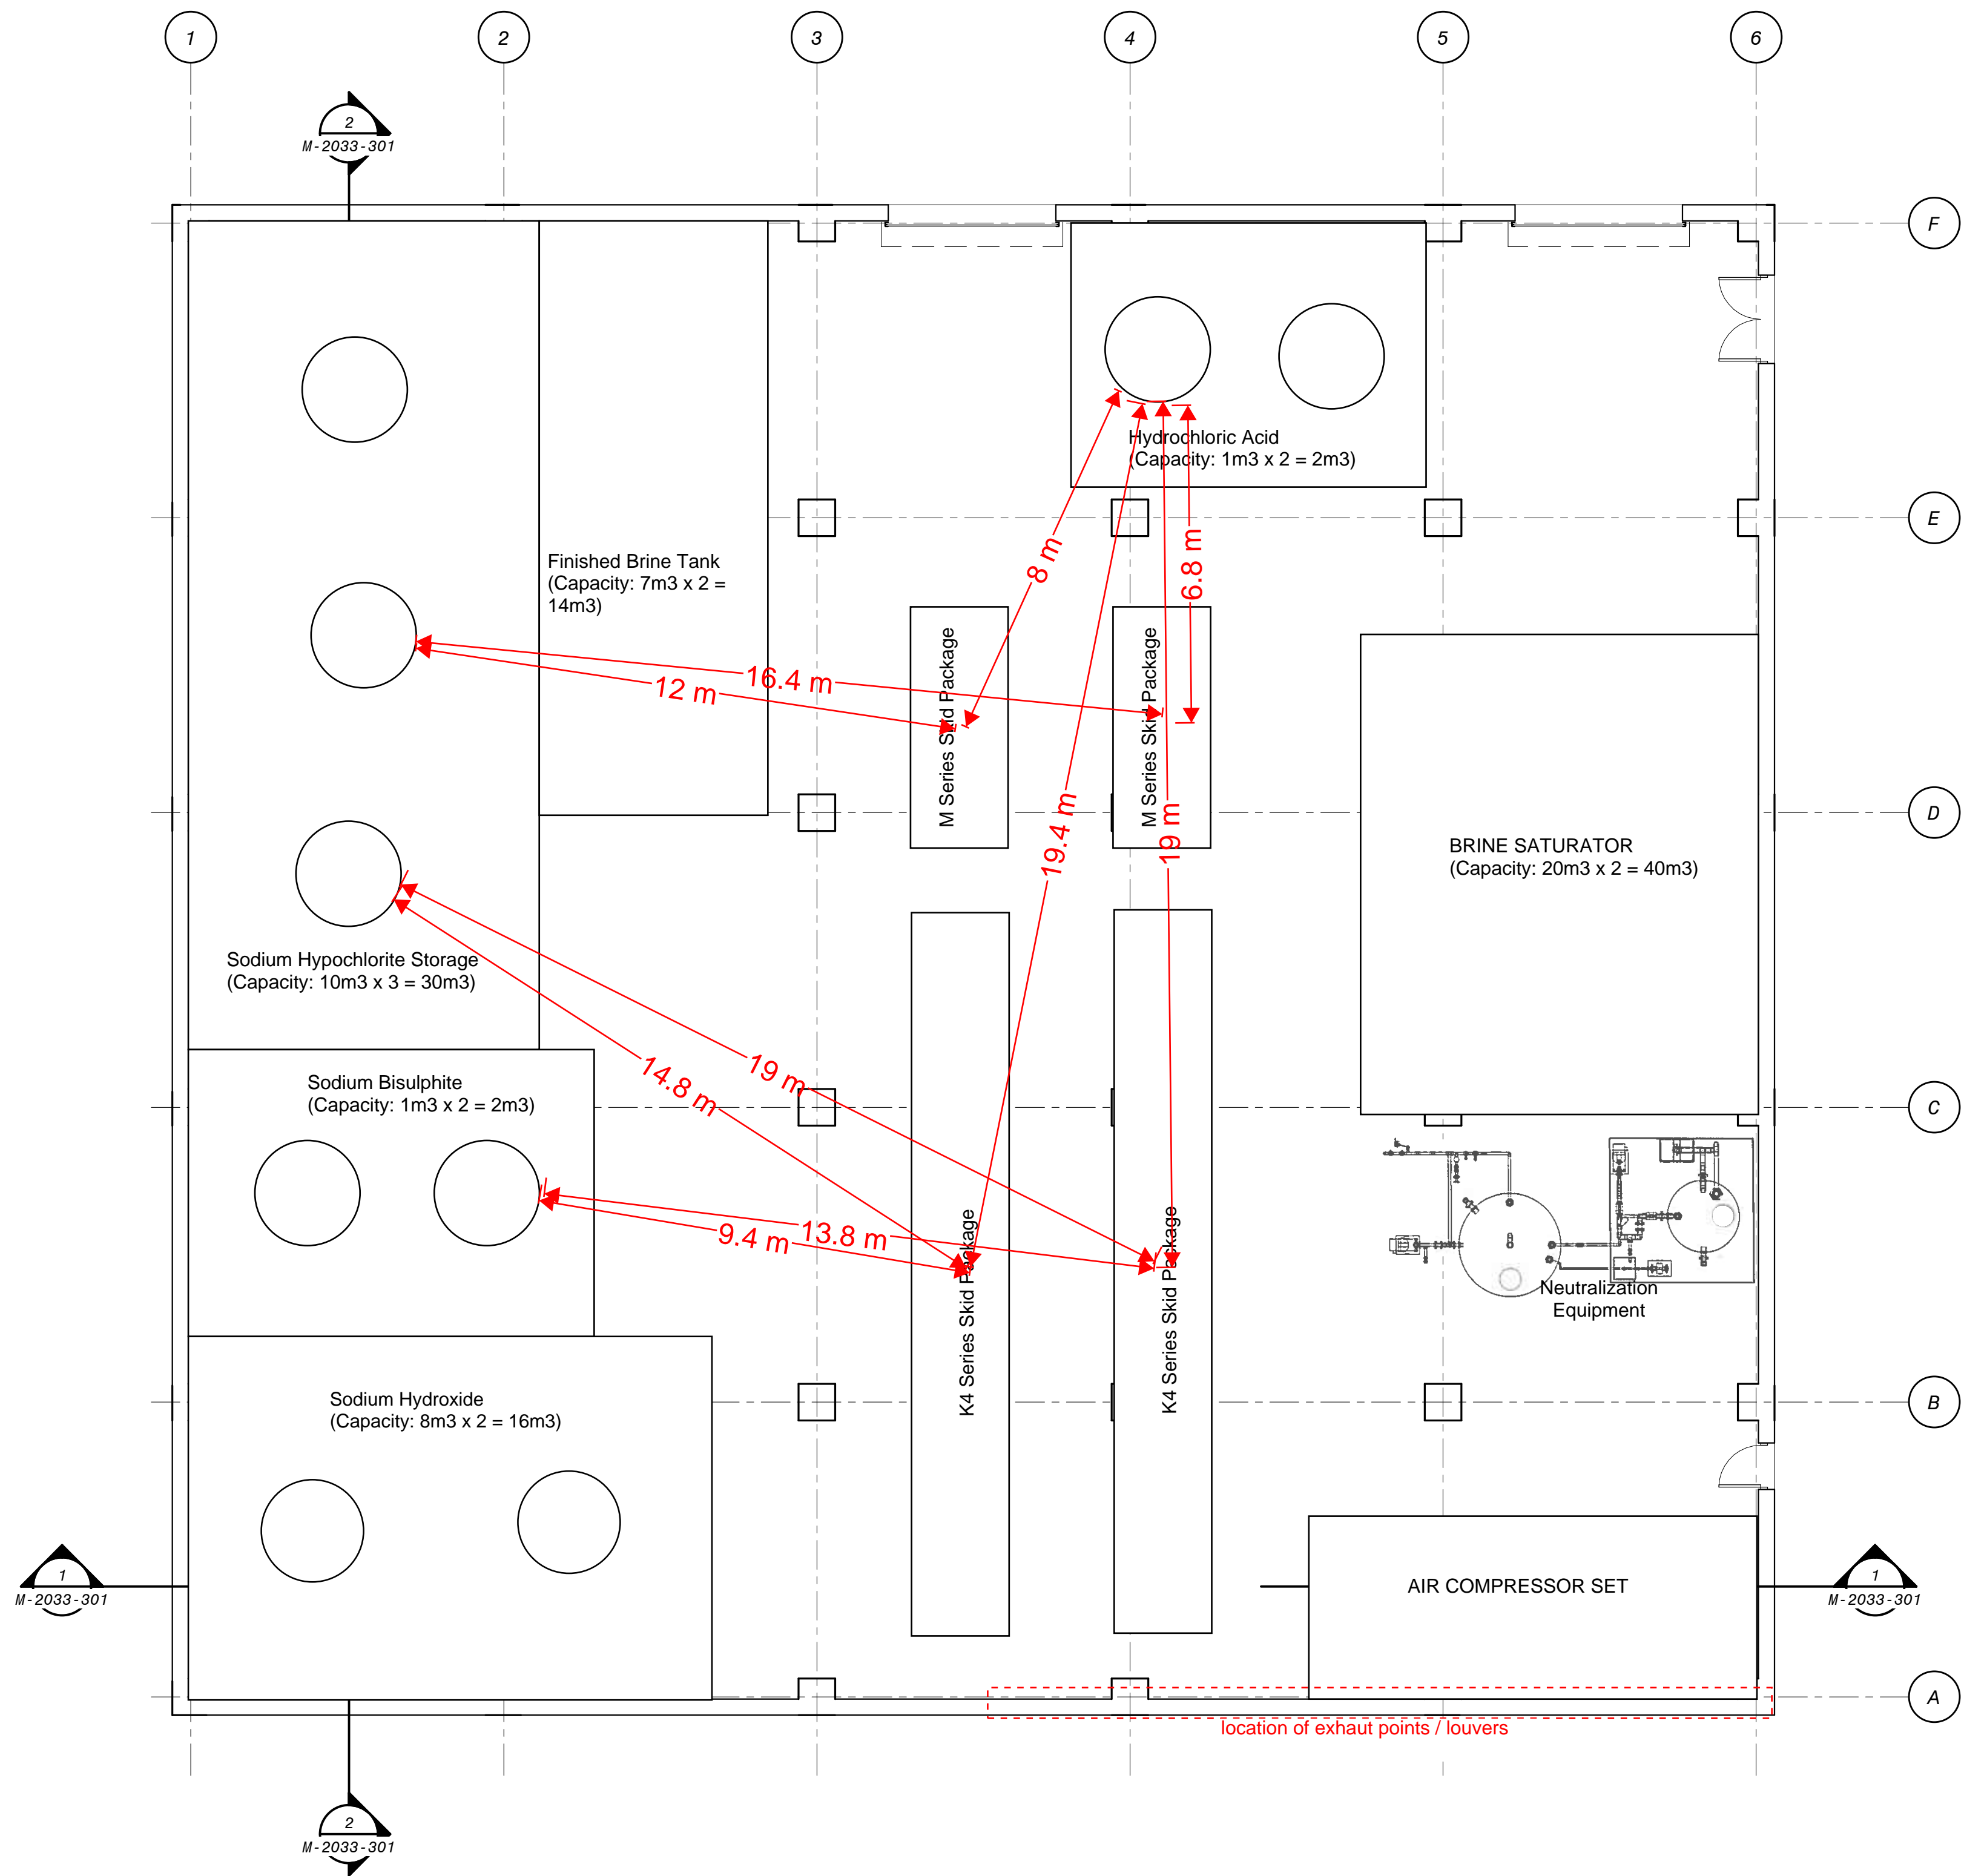 1
2
3
4
5
6
2
M-2033-301
F
Hydrochloric Acid
(Capacity: 1m3 x 2 = 2m3)
E
Finished Brine Tank
(Capacity: 7m3 x 2 =
14m3)
8 m
6.8 m
16.4 m
12 m
M Series Skid Package
M Series Skid Package
D
19.4 m
19 m
BRINE SATURATOR
(Capacity: 20m3 x 2 = 40m3)
Sodium Hypochlorite Storage
(Capacity: 10m3 x 3 = 30m3)
14.8 m
19 m
Sodium Bisulphite
(Capacity: 1m3 x 2 = 2m3)
C
9.4 m
13.8 m
K4 Series Skid Package
K4 Series Skid Package
Neutralization
Equipment
Sodium Hydroxide
(Capacity: 8m3 x 2 = 16m3)
B
1
M-2033-301
AIR COMPRESSOR SET
1
M-2033-301
A
location of exhaut points / louvers
2
M-2033-301